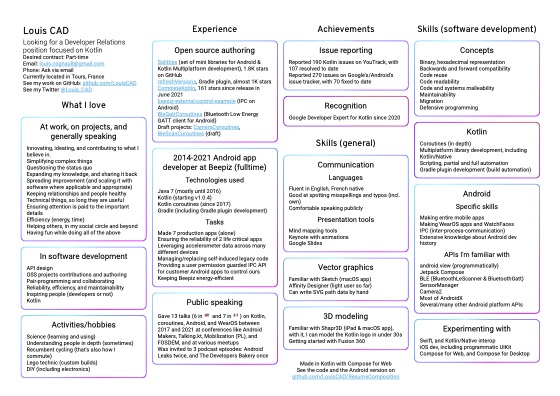 Louis CAD
Looking for a Developer Relations
position focused on Kotlin
Desired contract: Part-time
Email: louis.cognault@gmail.com
Phone: Ask via email
Currently located in Tours, France
See my work on GitHub: github.com/LouisCAD
See my Twitter @Louis_CAD
What I love
At work, on projects, and
generally speaking
Innovating, ideating, and contributing to what I
believe in.
Simplifying complex things
Questioning the status quo
Expanding my knowledge, and sharing it back
Spreading improvement (and scaling it with
software where applicable and appropriate)
Keeping relationships and people healthy
Technical things, so long they are useful
Ensuring attention is paid to the important
details
Efficiency (energy, time)
Helping others, in my social circle and beyond
Having fun while doing all of the above
In software development
API design
OSS projects contributions and authoring
Pair-programming and collaborating
Reliability, efficiency, and maintainability
Inspiring people (developers or not)
Kotlin
Activities/hobbies
Science (learning and using)
Understanding people in depth (sometimes)
Recumbent cycling (that's also how I
commute)
Lego technic (custom builds)
DIY (including electronics)
Experience
Open source authoring
Splitties (set of mini libraries for Android &
Kotlin Multiplatform development), 1.8K stars
on GitHub
refreshVersions, Gradle plugin, almost 1K stars
CompleteKotlin, 161 stars since release in
June 2021
beepiz-external-control-example (IPC on
Android)
BleGattCoroutines (Bluetooth Low Energy
GATT client for Android)
Draft projects: CameraCoroutines,
BleScanCoroutines (draft)
2014-2021 Android app
developer at Beepiz (fulltime)
Technologies used
Java 7 (mostly until 2016)
Kotlin (starting v1.0.4)
Kotlin coroutines (since 2017)
Gradle (including Gradle plugin development)
Tasks
Made 7 production apps (alone)
Ensuring the reliability of 2 life critical apps
Leveraging accelerometer data across many
different devices
Managing/replacing self-induced legacy code
Providing a user permission guarded IPC API
for customer Android apps to control ours
Keeping Beepiz energy-efficient
Public speaking
Gave 13 talks (6 in 🇫🇷 and 7 in 🇬🇧) on Kotlin,
coroutines, Android, and WearOS between
2017 and 2021 at conferences like Android
Makers, Talking.kt, Mobilization (PL), and
FOSDEM, and at various meetups
Was invited to 3 podcast episodes: Android
Leaks twice, and The Developers Bakery once
Achievements
Issue reporting
Reported 190 Kotlin issues on YouTrack, with
107 resolved to date
Reported 270 issues on Google's/Android's
issue tracker, with 70 fixed to date
Recognition
Google Developer Expert for Kotlin since 2020
Skills (general)
Communication
Languages
Fluent in English, French native
Good at spotting misspellings and typos (incl.
own)
Comfortable speaking publicly
Presentation tools
Mind mapping tools
Keynote with animations
Google Slides
Vector graphics
Familiar with Sketch (macOS app)
Affinity Designer (light user so far)
Can write SVG path data by hand
3D modeling
Familiar with Shapr3D (iPad & macOS app),
with it, I can model the Kotlin logo in under 30s
Getting started with Fusion 360
Made in Kotlin with Compose for Web
See the code and the Android version on
github.com/LouisCAD/ResumeComposition
Skills (software development)
Concepts
Binary, hexadecimal representation
Backwards and forward compatibility
Code reuse
Code readability
Code and systems malleability
Maintainability
Migration
Defensive programming
Kotlin
Coroutines (in depth)
Multiplatform library development, including
Kotlin/Native
Scripting, partial and full automation
Gradle plugin development (build automation)
Android
Specific skills
Making entire mobile apps
Making WearOS apps and WatchFaces
IPC (inter-process-communication)
Extensive knowledge about Android dev
history
APIs I'm familiar with
android.view (programmatically)
Jetpack Compose
BLE (BluetoothLeScanner & BluetoothGatt)
SensorManager
Camera2
Most of AndroidX
Several/many other Android platform APIs
Experimenting with
Swift, and Kotlin/Native interop
iOS dev, including programmatic UIKit
Compose for Web, and Compose for Desktop